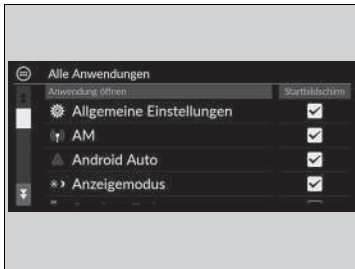 Alle Anwendungen
Anwendung öffnen Startbildschirm
Allgemeine Einstellungen
AM
Android Auto
Anzeigemodus